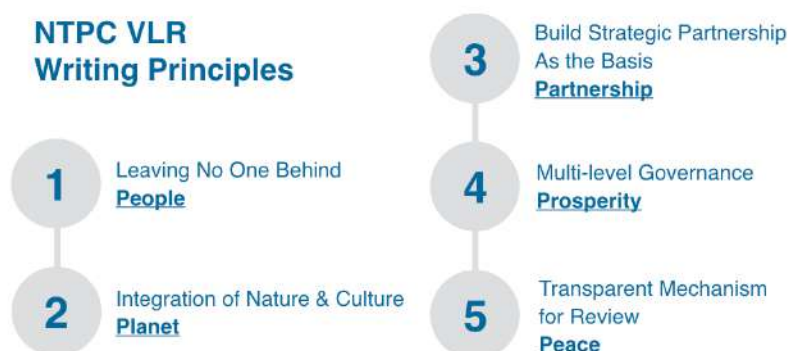 NTPC VLR
Writing Principles
1
Leaving No One Behind
People
2
Integration of Nature & Culture
Planet
3
Build Strategic Partnership
As the Basis
Partnership
4
Multi-level Governance
Prosperity
5
Transparent Mechanism
for Review
Peace